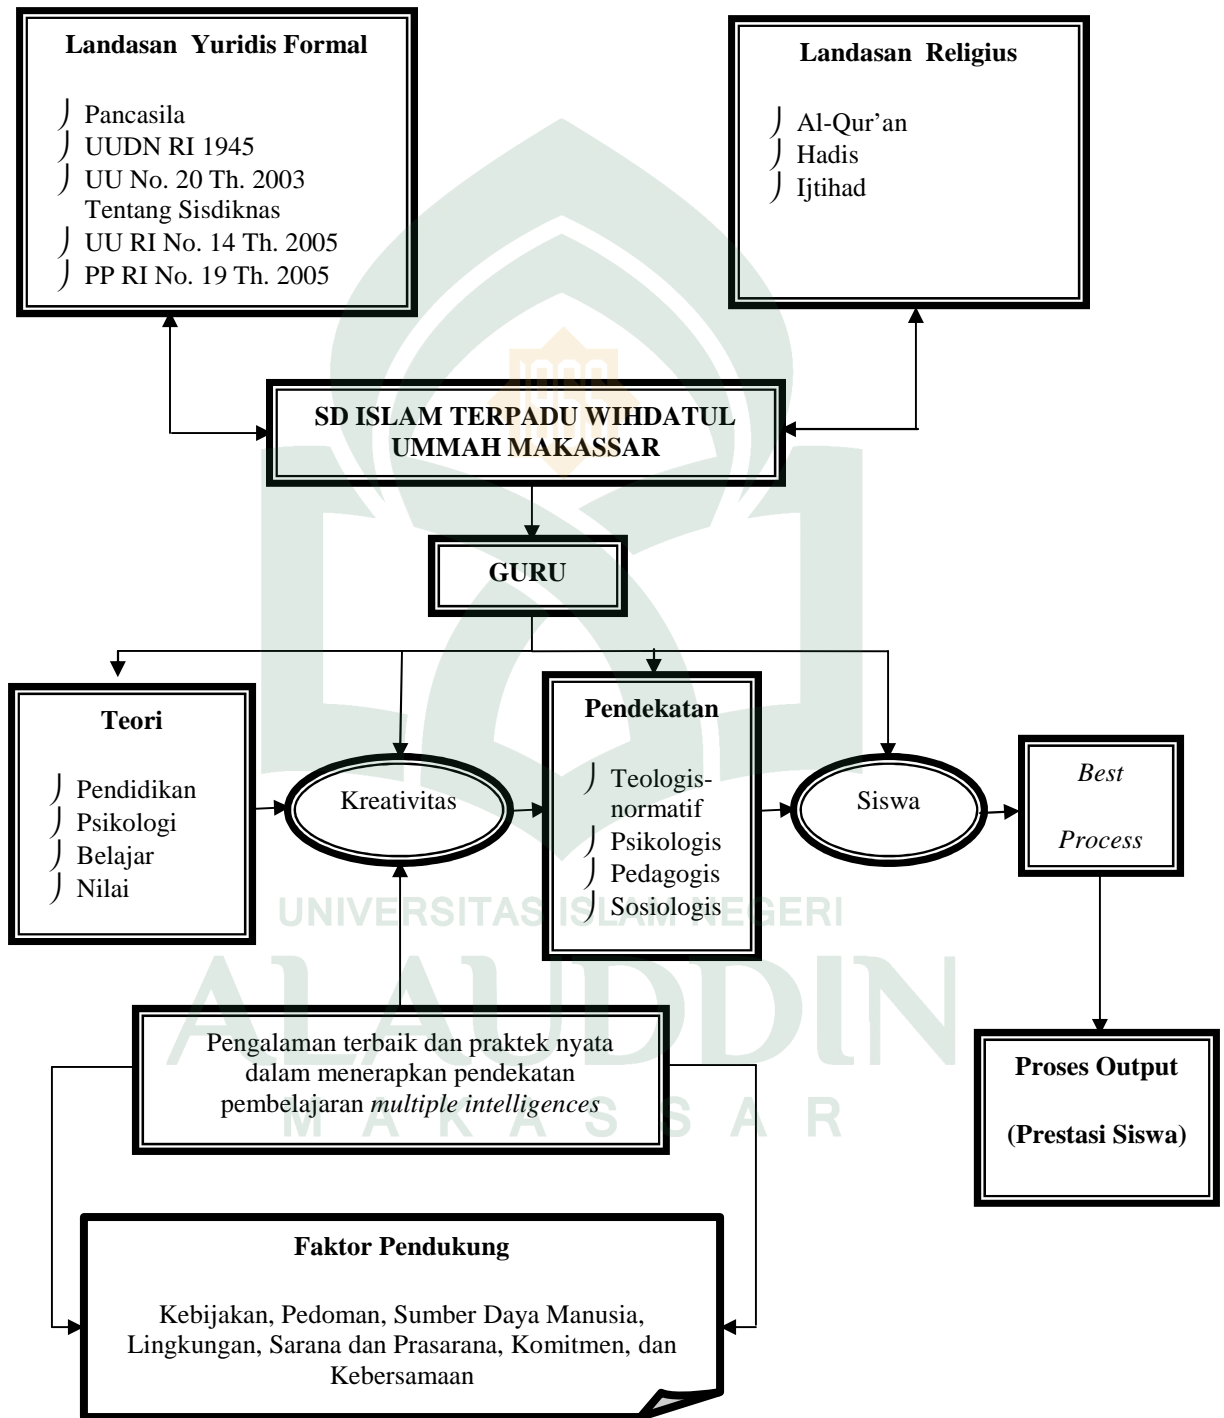 Landasan Yuridis Formal
⎠ Pancasila
⎠ UUDN RI 1945
⎠ UU No. 20 Th. 2003
Tentang Sisdiknas
⎠ UU RI No. 14 Th. 2005
⎠ PP RI No. 19 Th. 2005
Landasan Religius
⎠ Al-Qur’an
⎠ Hadis
⎠ Ijtihad
SD ISLAM TERPADU WIHDATUL
UMMAH MAKASSAR
GURU
Teori
⎠ Pendidikan
⎠ Psikologi
⎠ Belajar
⎠ Nilai
Kreativitas
Pendekatan
⎠ Teologis-
normatif
⎠ Psikologis
⎠ Pedagogis
⎠ Sosiologis
Siswa
Best
Process
UNIVERSITAS ISLAM NEGERI
ALAUDDIN
MAKASSAR
Pengalaman terbaik dan praktek nyata
dalam menerapkan pendekatan
pembelajaran multiple intelligences
Proses Output
(Prestasi Siswa)
Faktor Pendukung
Kebijakan, Pedoman, Sumber Daya Manusia,
Lingkungan, Sarana dan Prasarana, Komitmen, dan
Kebersamaan